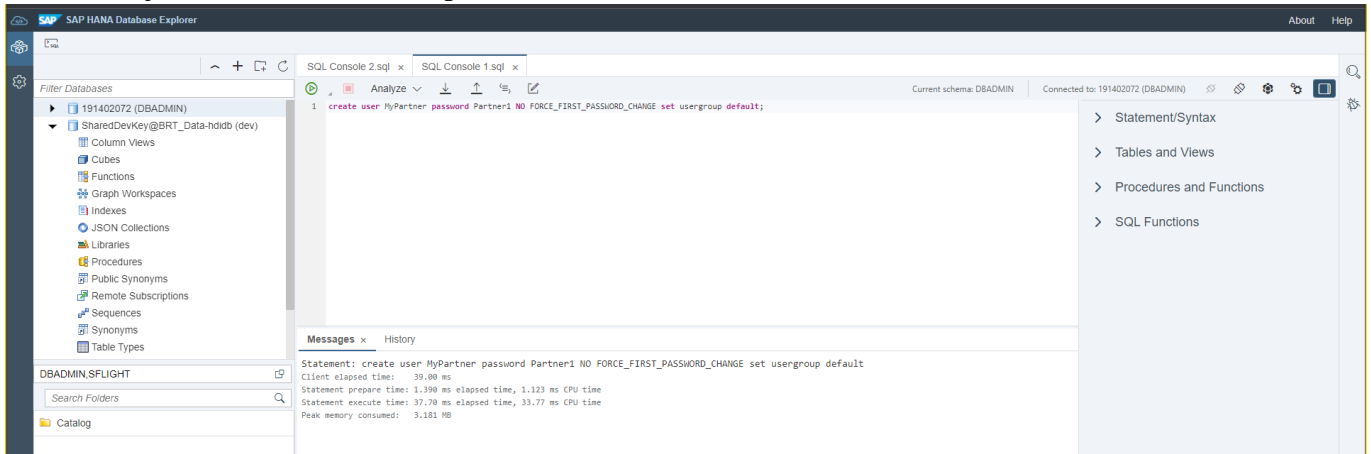 SAP SAP HANA Database Explorer
About Help
SQL Console 2.sql x SQL Console 1.sql x
Filter Databases
Analyze
Current schema: DBADMIN
Connected to: 191402072 (DBADMIN)
191402072 (DBADMIN)
SharedDevKey@BRT_Data-hdidb (dev)
Column Views
Cubes
Functions
Graph Workspaces
Indexes
JSON Collections
Libraries
Procedures
Public Synonyms
Remote Subscriptions
Sequences
Synonyms
Table Types
DBADMIN,SFLIGHT
Search Folders
Catalog
1 create user MyPartner password Partner1 NO FORCE_FIRST_PASSWORD_CHANGE set usergroup default;
Statement/Syntax
Tables and Views
Procedures and Functions
SQL Functions
Messages x History
Statement: create user MyPartner password Partner1 NO FORCE_FIRST_PASSWORD_CHANGE set usergroup default
Client elapsed time: 39.00 ms
Statement prepare time: 1.390 ms elapsed time, 1.123 ms CPU time
Statement execute time: 37.70 ms elapsed time, 33.77 ms CPU time
Peak memory consumed: 3.181 MB